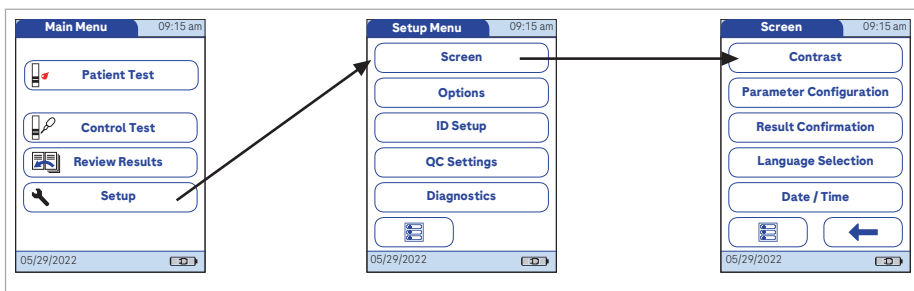 Main Menu 09:15 am
Patient Test
Control Test
Review Results
Setup
05/29/2022
Setup Menu 09:15 am
Screen
Options
ID Setup
QC Settings
Diagnostics
05/29/2022
Screen 09:15 am
Contrast
Parameter Configuration
Result Confirmation
Language Selection
Date / Time
05/29/2022